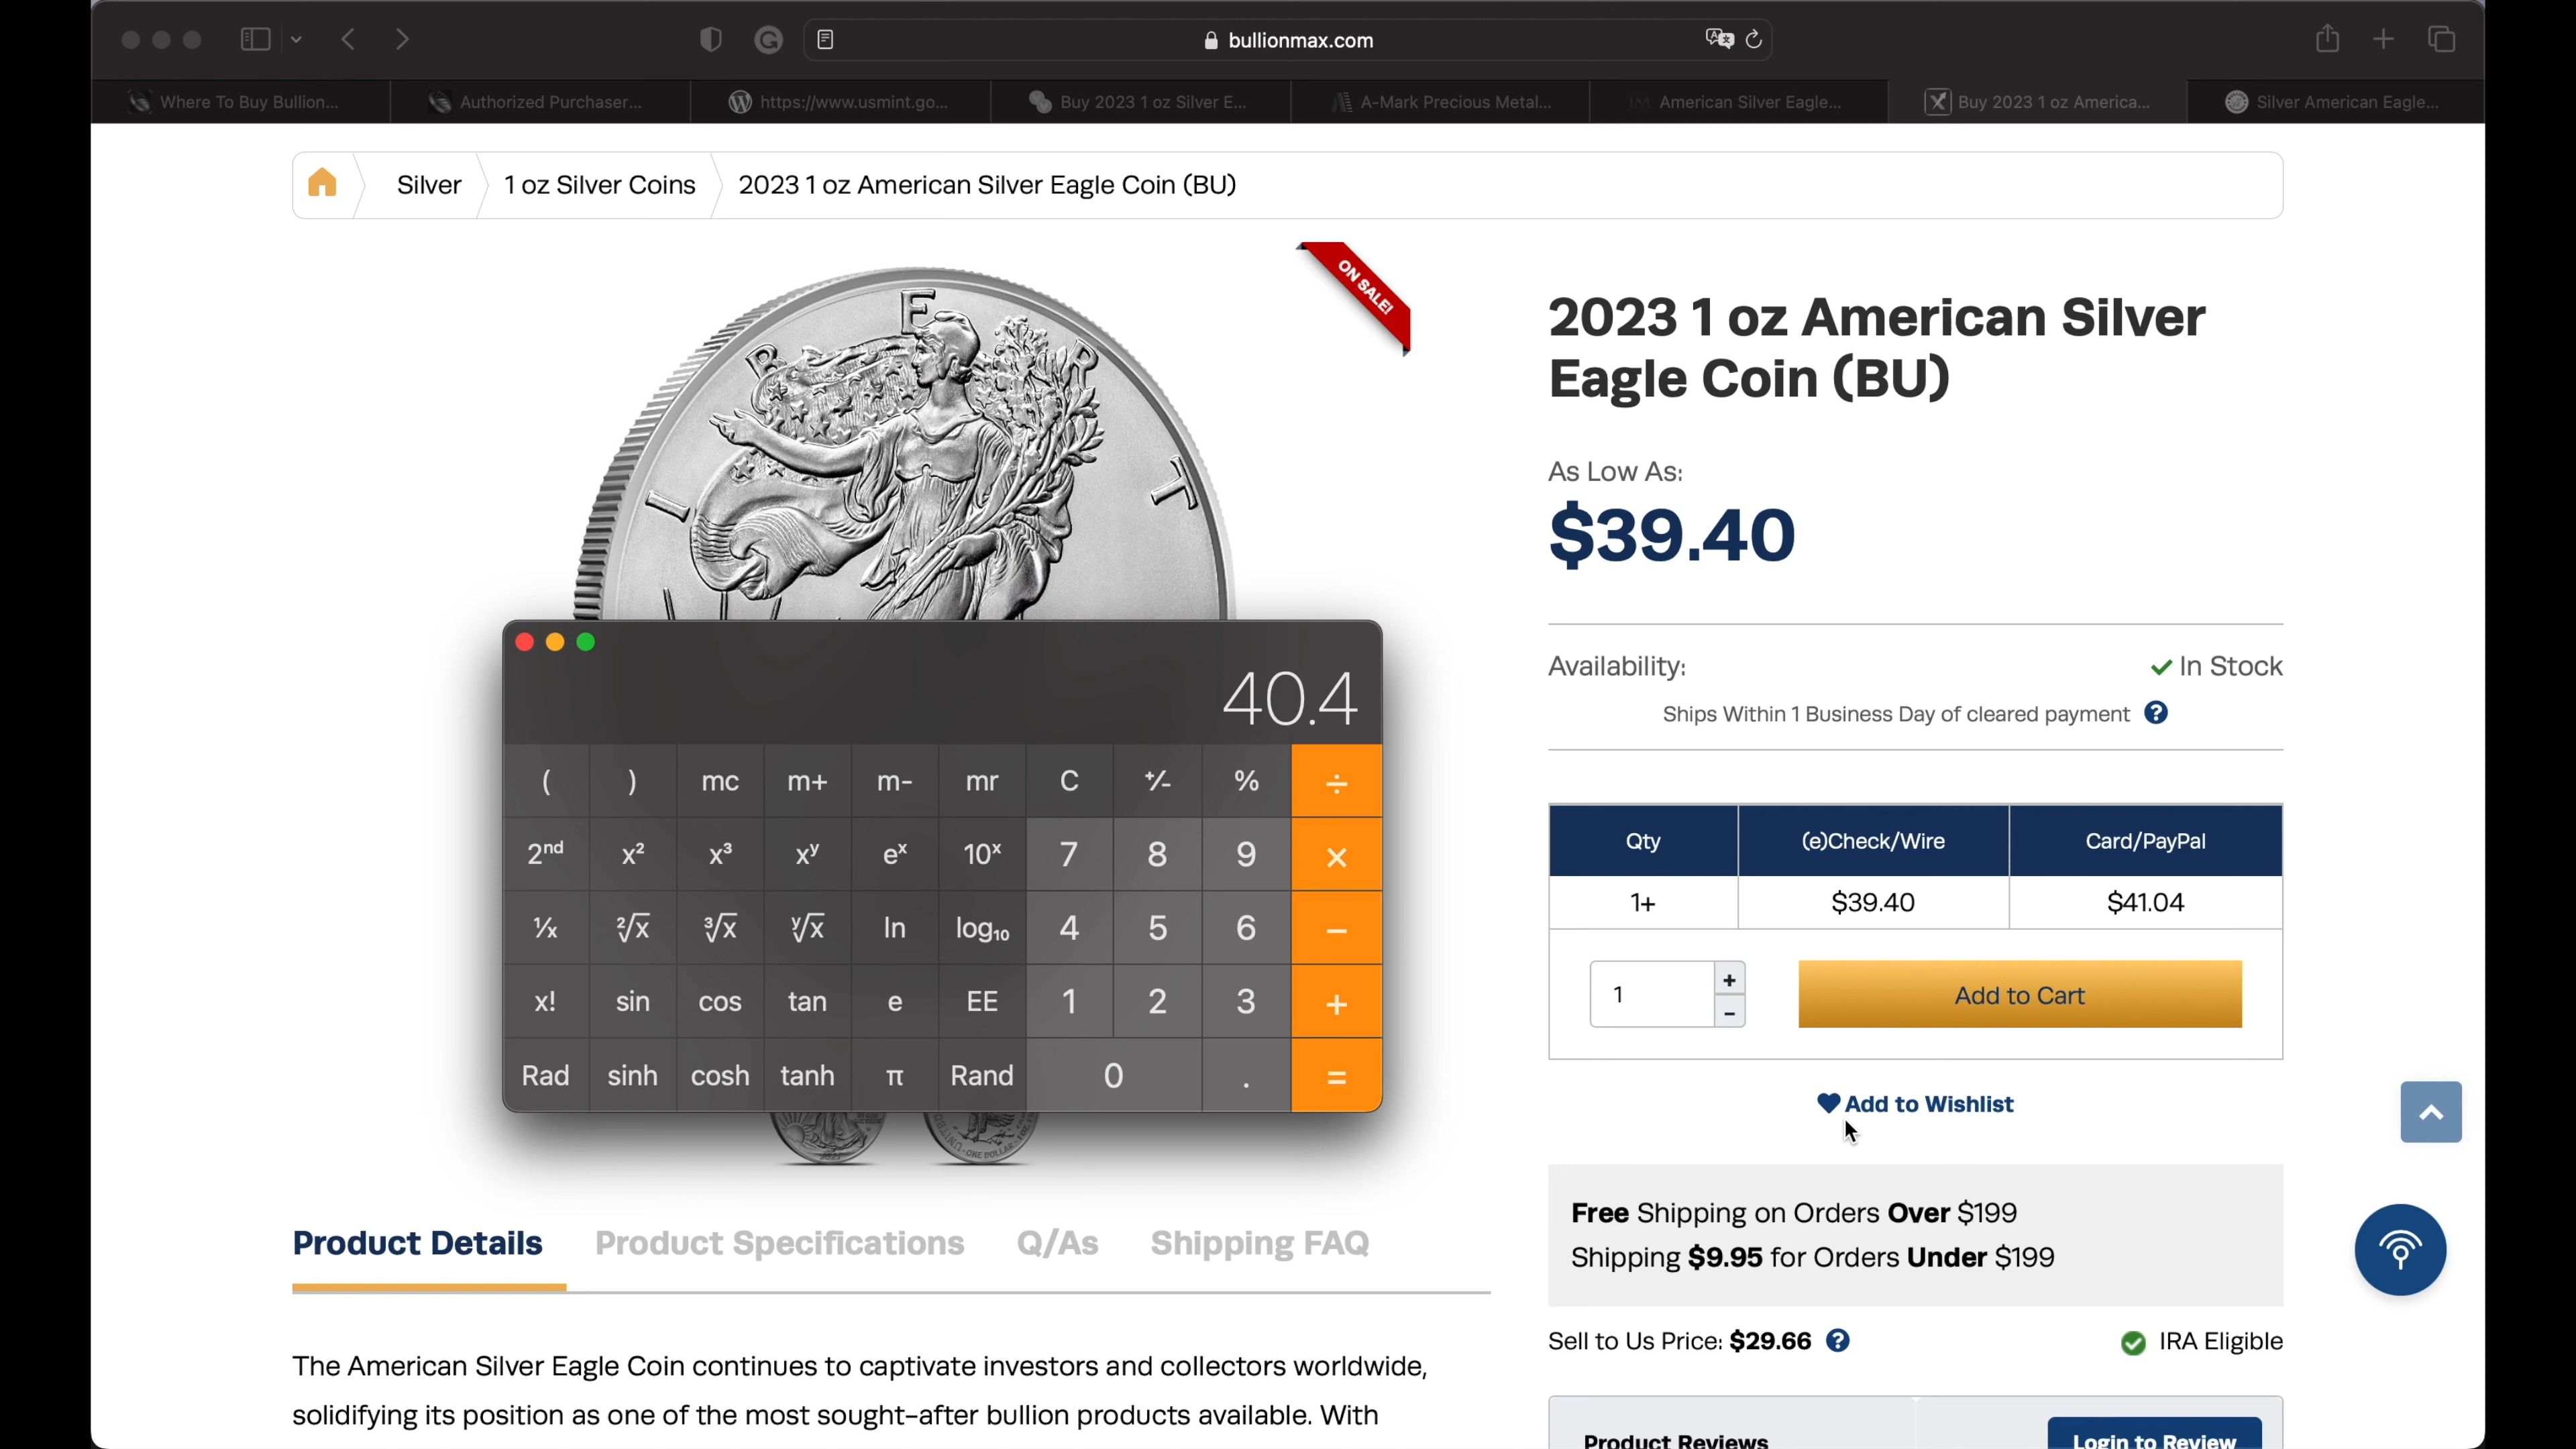 bullionmax.com
Where To Buy Bullion...
Authorized Purchaser...
https://www.usmint.go...
Buy 2023 1 oz Silver E...
A-Mark Precious Metal...
American Silver Eagle...
Buy 2023 1 oz America...
Silver American Eagle...
Silver
1 oz Silver Coins
2023 1 oz American Silver Eagle Coin (BU)
ON SALE!
L I B E R T
2023 1 oz American Silver
Eagle Coin (BU)
As Low As:
$39.40
Availability:
In Stock
Ships Within 1 Business Day of cleared payment ?
Qty (e)Check/Wire Card/PayPal
1+ $39.40 $41.04
1 + -
Add to Cart
Add to Wishlist
Free Shipping on Orders Over $199
Shipping $9.95 for Orders Under $199
Sell to Us Price: $29.66 ?
IRA Eligible
Product Reviews
Login to Review
40.4
( ) mc m+ m- mr C ⁺∕₋ % ÷
2ⁿᵈ x² x³ xʸ eˣ 10ˣ 7 8 9 ×
¹∕ₓ ²√x ³√x ʸ√x ln log₁₀ 4 5 6 −
x! sin cos tan e EE 1 2 3 +
Rad sinh cosh tanh π Rand 0 . =
ONE DOLLAR
Product Details
Product Specifications
Q/As
Shipping FAQ
The American Silver Eagle Coin continues to captivate investors and collectors worldwide,
solidifying its position as one of the most sought-after bullion products available. With